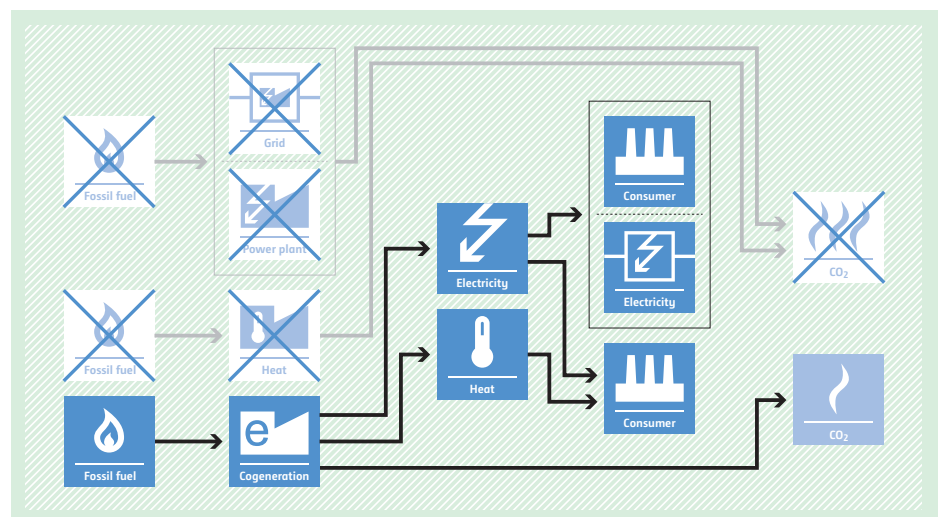 Grid
Fossil fuel
Power plant
Consumer
Electricity
Electricity
CO2
Fossil fuel
Heat
Heat
Consumer
CO2
Fossil fuel
e
Cogeneration